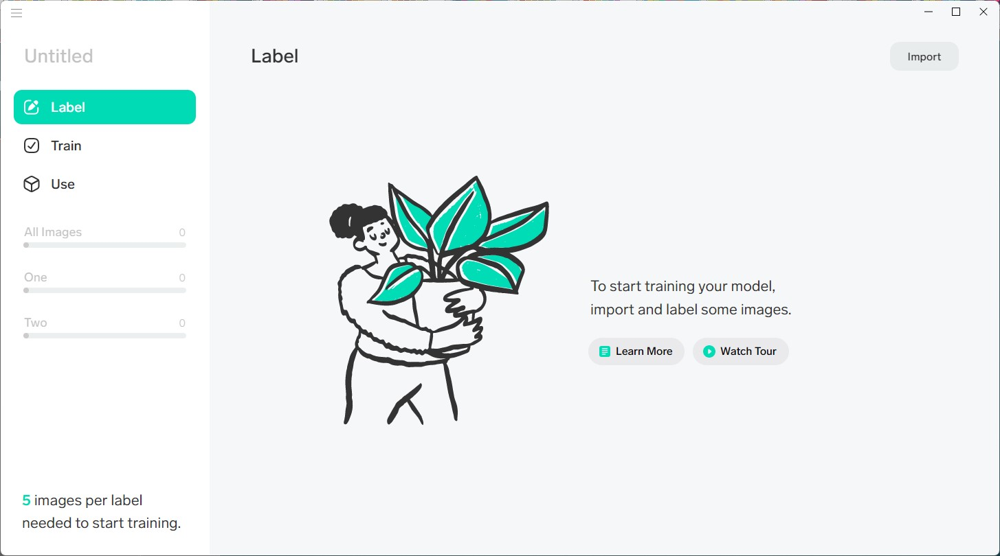 Untitled
Label
Train
Use
All Images 0
One 0
Two 0
5 images per label
needed to start training.
Label
Import
To start training your model,
import and label some images.
Learn More
Watch Tour